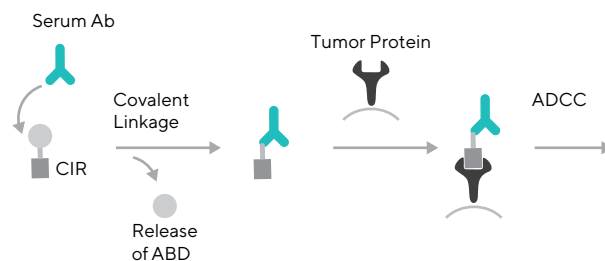 Serum Ab
CIR
Covalent
Linkage
Release
of ABD
Tumor Protein
ADCC